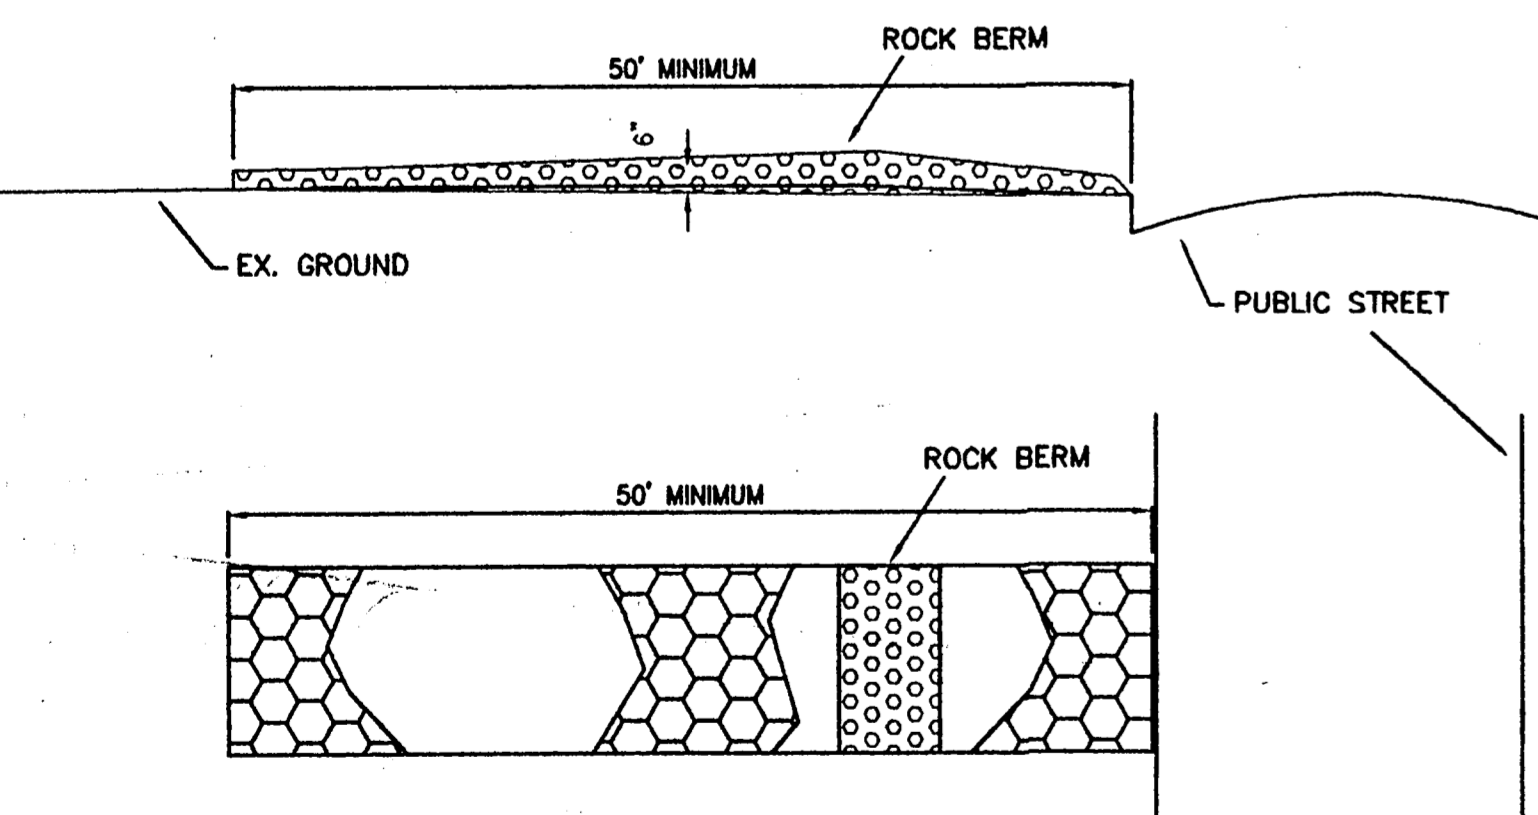 ROCK BERM
50' MINIMUM
6"
EX. GROUND
PUBLIC STREET
ROCK BERM
50' MINIMUM